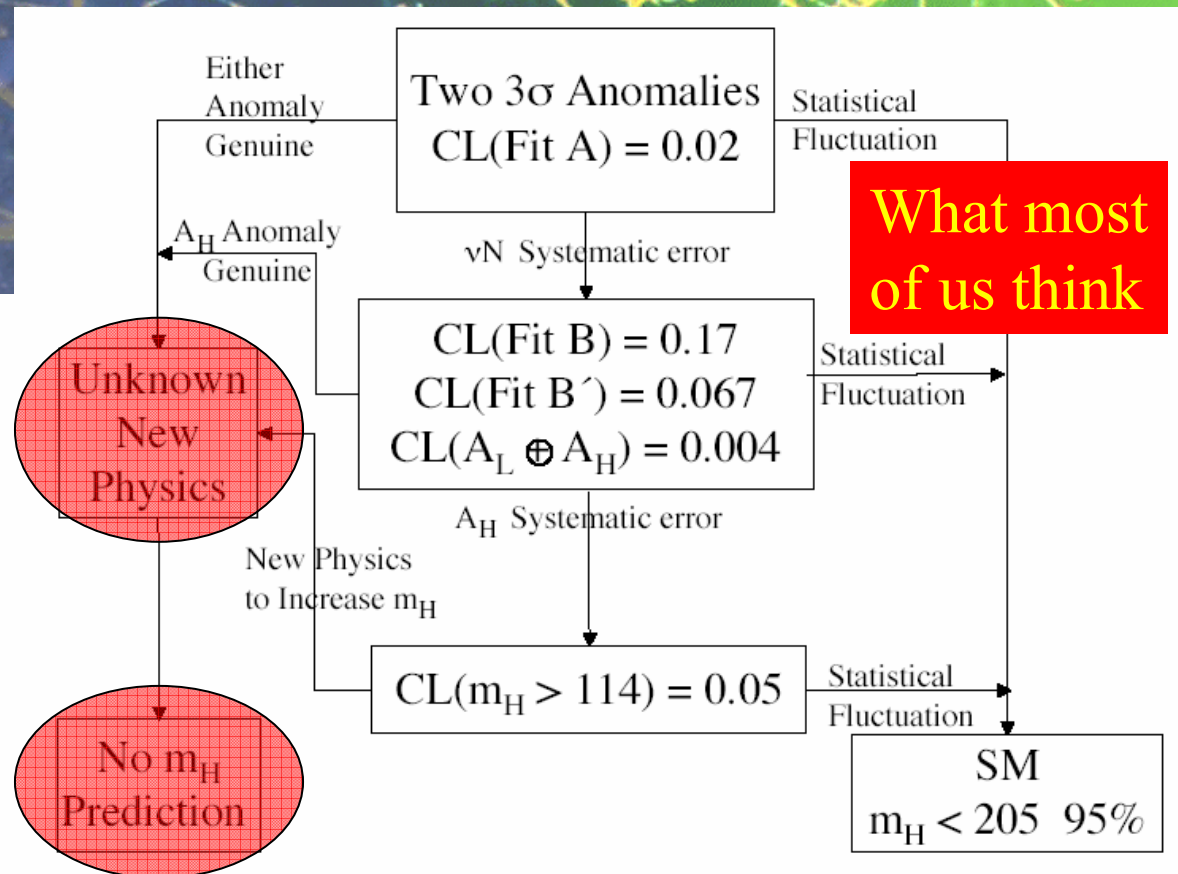 Either
Anomaly
Genuine
Two 3σ Anomalies
CL(Fit A) = 0.02
Statistical
Fluctuation
What most
of us think
A_H Anomaly
Genuine
νN Systematic error
CL(Fit B) = 0.17
CL(Fit B´) = 0.067
CL(A_L ⊕ A_H) = 0.004
Statistical
Fluctuation
Unknown
New
Physics
A_H Systematic error
New Physics
to Increase m_H
CL(m_H > 114) = 0.05
Statistical
Fluctuation
No m_H
Prediction
SM
m_H < 205 95%